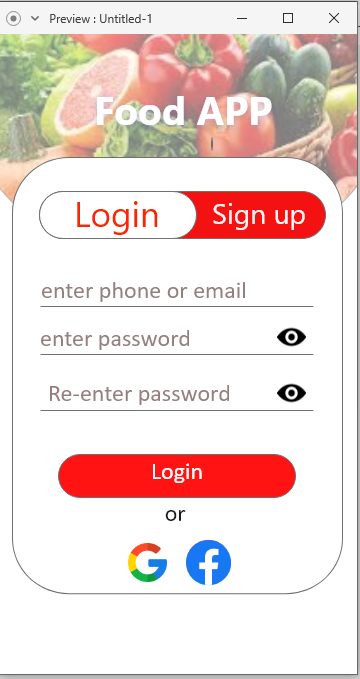 Preview : Untitled-1
Food APP
Login Sign up
enter phone or email
enter password
Re-enter password
Login
or